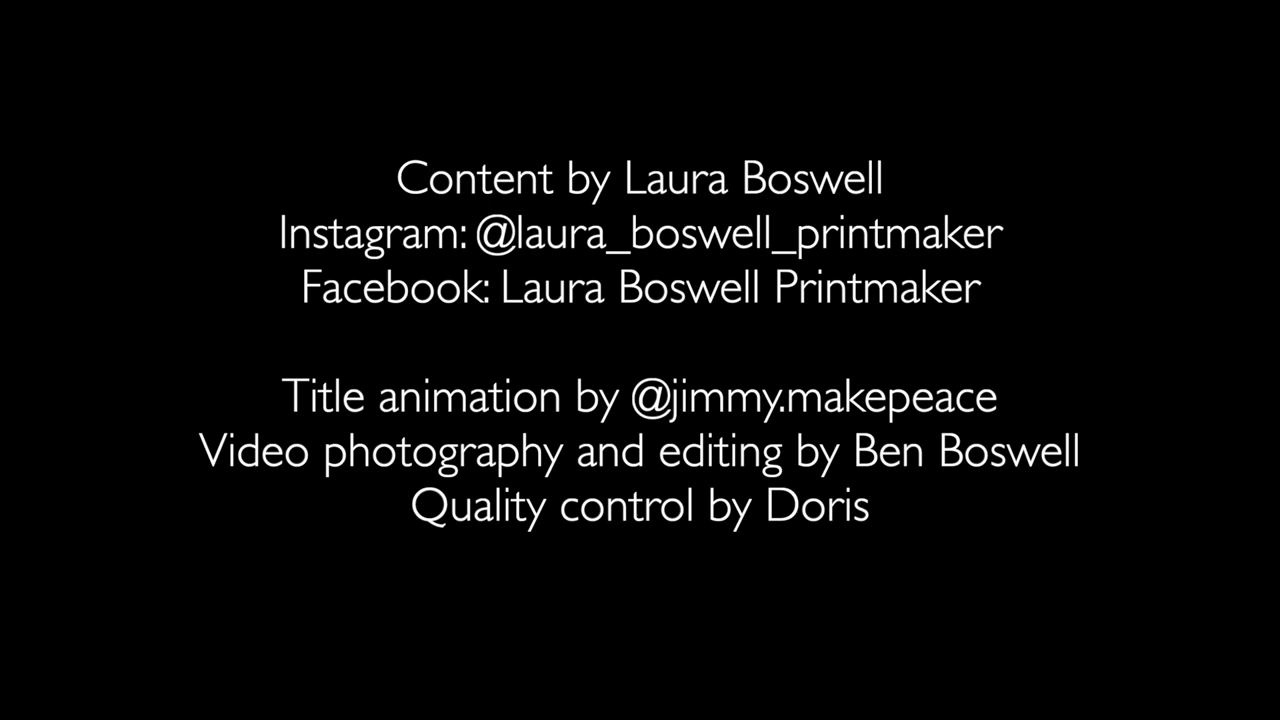 Content by Laura Boswell
Instagram: @laura_boswell_printmaker
Facebook: Laura Boswell Printmaker
Title animation by @jimmy.makepeace
Video photography and editing by Ben Boswell
Quality control by Doris